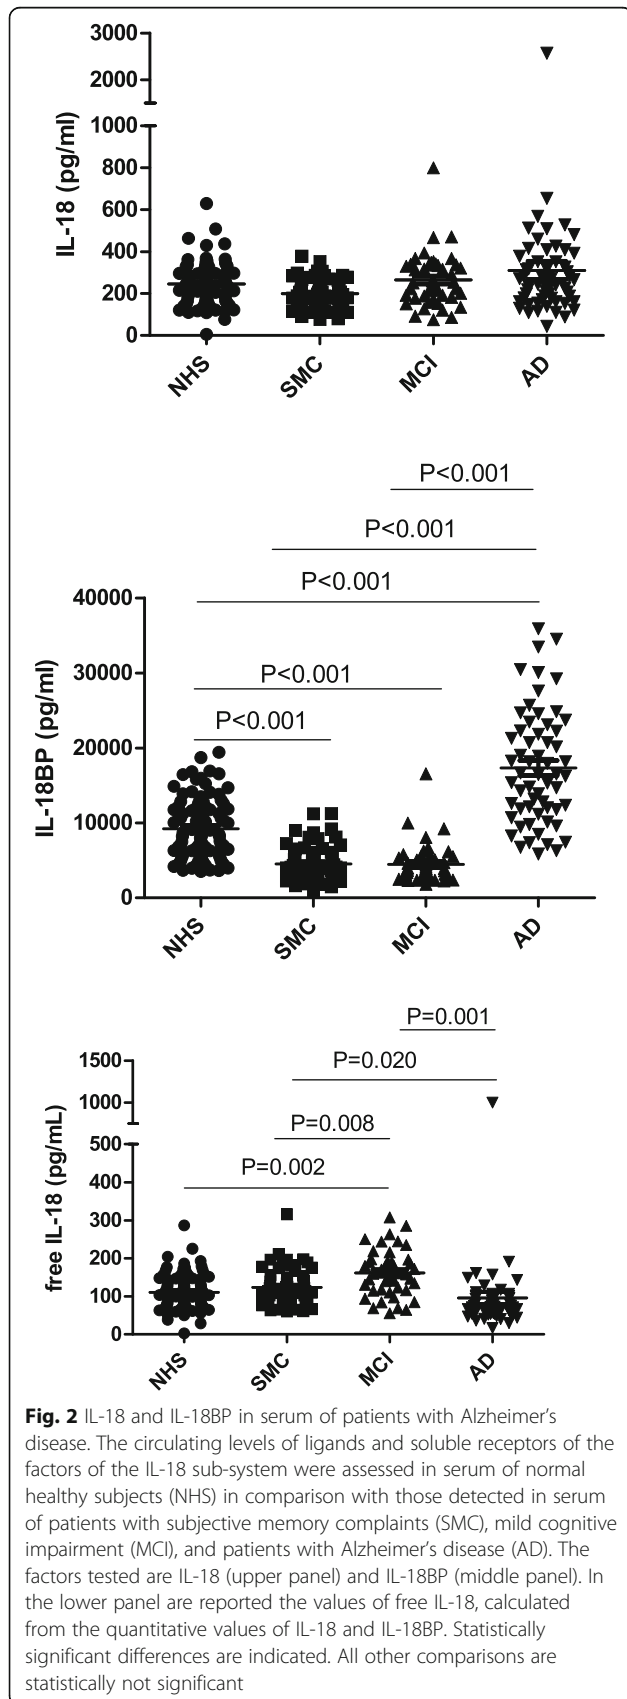 3000
2000
1000
800
600
400
200
0
IL-18 (pg/ml)
NHS
SMC
MCI
AD
P<0.001
P<0.001
P<0.001
P<0.001
P<0.001
40000
30000
20000
10000
0
IL-18BP (pg/ml)
NHS
SMC
MCI
AD
P=0.001
P=0.020
P=0.008
P=0.002
1500
1000
500
400
300
200
100
0
free IL-18 (pg/mL)
NHS
SMC
MCI
AD
Fig. 2 IL-18 and IL-18BP in serum of patients with Alzheimer's
disease. The circulating levels of ligands and soluble receptors of the
factors of the IL-18 sub-system were assessed in serum of normal
healthy subjects (NHS) in comparison with those detected in serum
of patients with subjective memory complaints (SMC), mild cognitive
impairment (MCI), and patients with Alzheimer's disease (AD). The
factors tested are IL-18 (upper panel) and IL-18BP (middle panel). In
the lower panel are reported the values of free IL-18, calculated
from the quantitative values of IL-18 and IL-18BP. Statistically
significant differences are indicated. All other comparisons are
statistically not significant